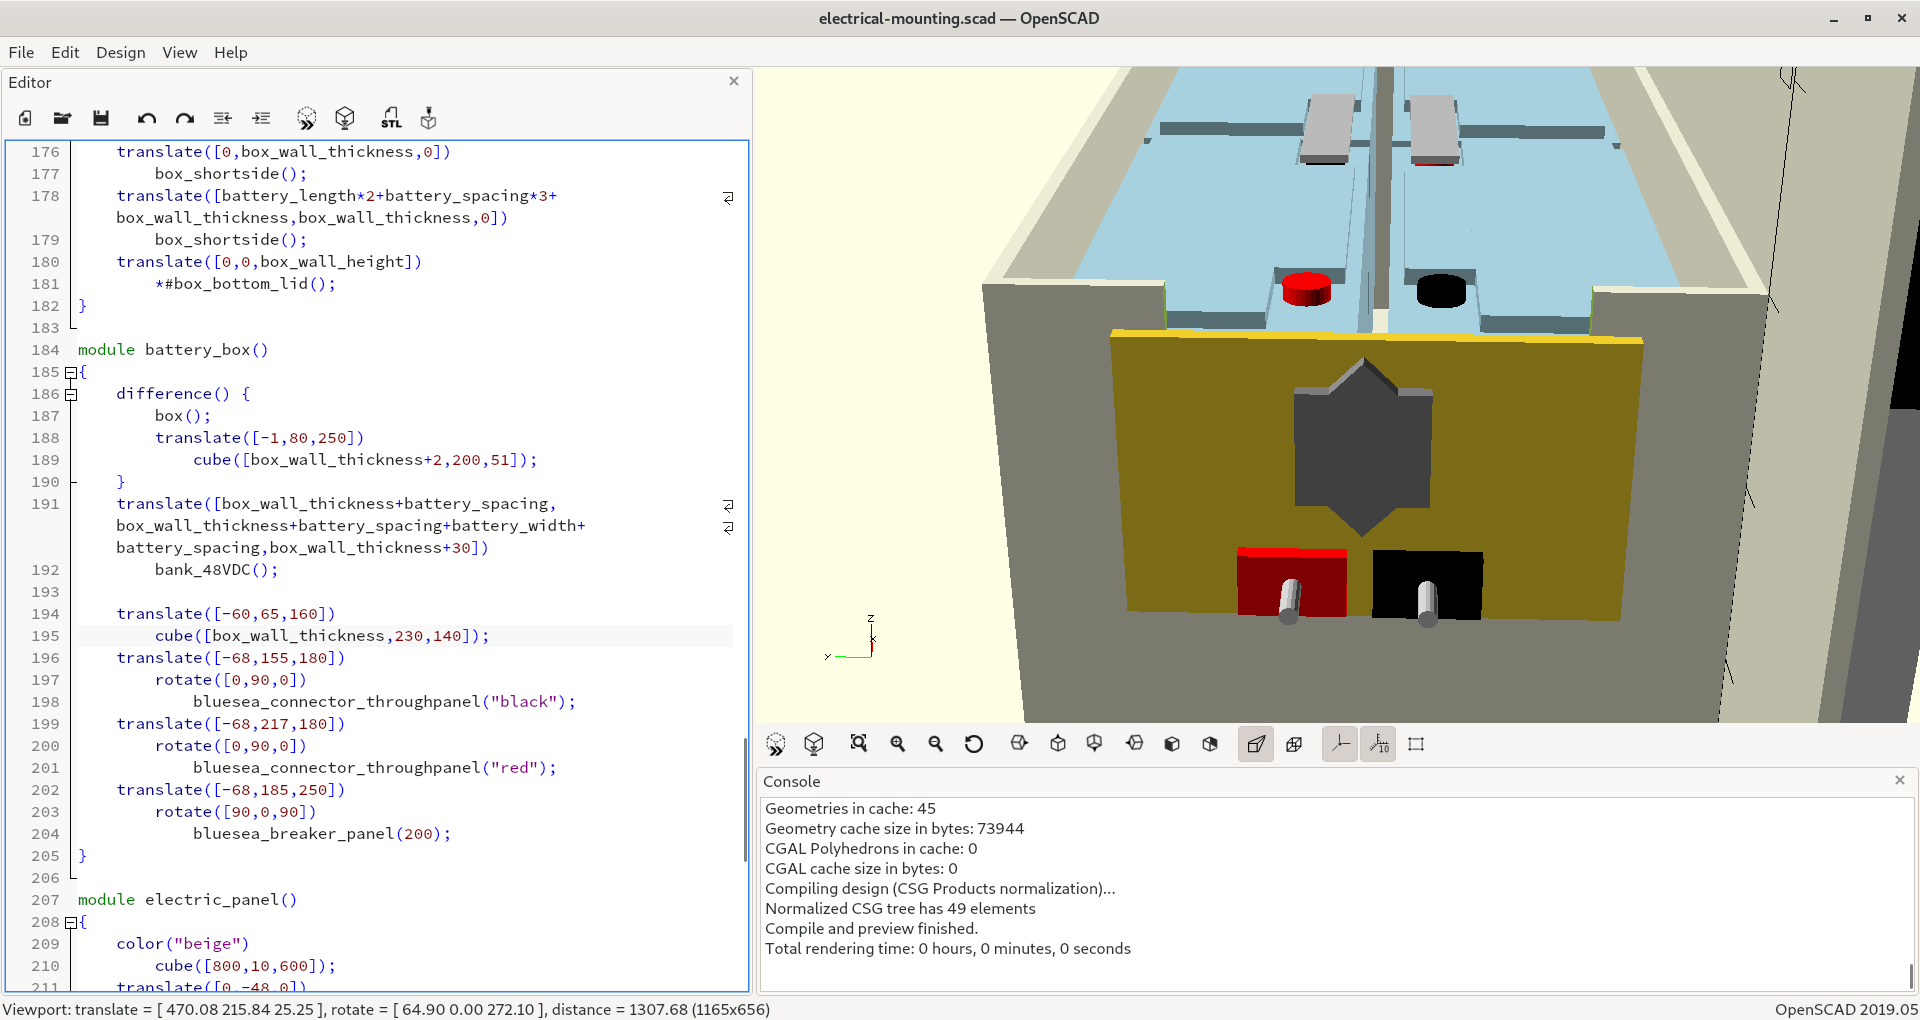 electrical-mounting.scad — OpenSCAD
File Edit Design View Help
Editor
STL
176 translate([0,box_wall_thickness,0])
177 box_shortside();
178 translate([battery_length*2+battery_spacing*3+
box_wall_thickness,box_wall_thickness,0])
179 box_shortside();
180 translate([0,0,box_wall_height])
181 *#box_bottom_lid();
182 }
183
184 module battery_box()
185 {
186 difference() {
187 box();
188 translate([-1,80,250])
189 cube([box_wall_thickness+2,200,51]);
190 }
191 translate([box_wall_thickness+battery_spacing,
box_wall_thickness+battery_spacing+battery_width+
battery_spacing,box_wall_thickness+30])
192 bank_48VDC();
193
194 translate([-60,65,160])
195 cube([box_wall_thickness,230,140]);
196 translate([-68,155,180])
197 rotate([0,90,0])
198 bluesea_connector_throughpanel("black");
199 translate([-68,217,180])
200 rotate([0,90,0])
201 bluesea_connector_throughpanel("red");
202 translate([-68,185,250])
203 rotate([90,0,90])
204 bluesea_breaker_panel(200);
205 }
206
207 module electric_panel()
208 {
209 color("beige")
210 cube([800,10,600]);
211 translate([0,-48,0])
z
x
y
10
Console
Geometries in cache: 45
Geometry cache size in bytes: 73944
CGAL Polyhedrons in cache: 0
CGAL cache size in bytes: 0
Compiling design (CSG Products normalization)...
Normalized CSG tree has 49 elements
Compile and preview finished.
Total rendering time: 0 hours, 0 minutes, 0 seconds
Viewport: translate = [ 470.08 215.84 25.25 ], rotate = [ 64.90 0.00 272.10 ], distance = 1307.68 (1165x656)
OpenSCAD 2019.05